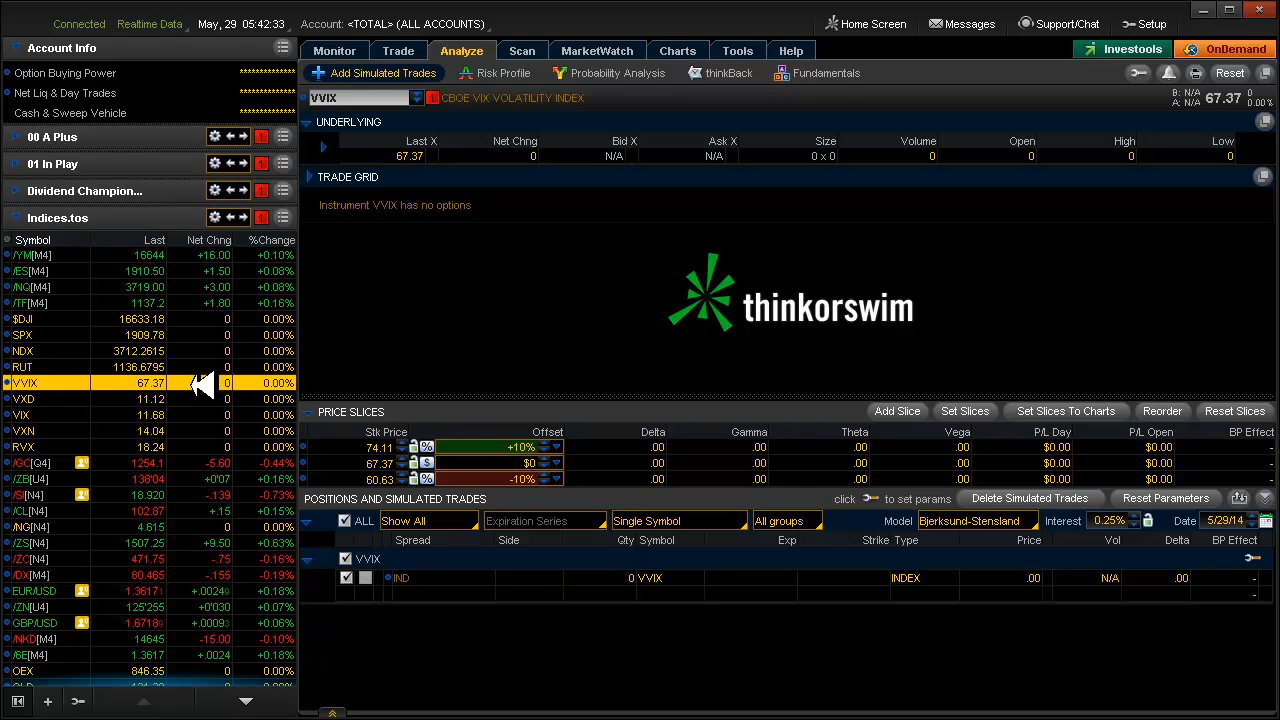 Connected Realtime Data May, 29 05:42:33 Account: <TOTAL> (ALL ACCOUNTS) Home Screen Messages Support/Chat Setup
Account Info
Option Buying Power *************
Net Liq & Day Trades *************
Cash & Sweep Vehicle *************
00 A Plus 1
01 In Play 1
Dividend Champion... 1
Indices.tos 1
Symbol Last Net Chng %Change
/YM[M4] 16644 +16.00 +0.10%
/ES[M4] 1910.50 +1.50 +0.08%
/NQ[M4] 3719.00 +3.00 +0.08%
/TF[M4] 1137.2 +1.80 +0.16%
$DJI 16633.18 0 0.00%
SPX 1909.78 0 0.00%
NDX 3712.2615 0 0.00%
RUT 1136.6795 0 0.00%
VVIX 67.37 0 0.00%
VXD 11.12 0 0.00%
VIX 11.68 0 0.00%
VXN 14.04 0 0.00%
RVX 18.24 0 0.00%
/GC[Q4] 1254.1 -5.60 -0.44%
/ZB[U4] 138'04 +0'07 +0.16%
/SI[N4] 18.920 -.139 -0.73%
/CL[N4] 102.87 +.15 +0.15%
/NG[N4] 4.615 0 0.00%
/ZS[N4] 1507.25 +9.50 +0.63%
/ZC[N4] 471.75 -.75 -0.16%
/DX[M4] 80.465 -.155 -0.19%
EUR/USD 1.36171 +.00249 +0.18%
/ZN[U4] 125'255 +0'030 +0.07%
GBP/USD 1.67189 +.00093 +0.06%
/NKD[M4] 14645 -15.00 -0.10%
/6E[M4] 1.3617 +.0024 +0.18%
OEX 846.35 0 0.00%
Monitor Trade Analyze Scan MarketWatch Charts Tools Help Investools OnDemand
Add Simulated Trades Risk Profile Probability Analysis thinkBack Fundamentals Reset
VVIX 1 CBOE VIX VOLATILITY INDEX B: N/A A: N/A 67.37 0 0.00%
UNDERLYING
Last X Net Chng Bid X Ask X Size Volume Open High Low
67.37 0 N/A N/A 0 x 0 0 0 0 0
TRADE GRID
Instrument VVIX has no options
thinkorswim
PRICE SLICES Add Slice Set Slices Set Slices To Charts Reorder Reset Slices
Stk Price Offset Delta Gamma Theta Vega P/L Day P/L Open BP Effect
74.11 % +10% .00 .00 .00 .00 $0.00 $0.00 -
67.37 $ $0 .00 .00 .00 .00 $0.00 $0.00 -
60.63 % -10% .00 .00 .00 .00 $0.00 $0.00 -
POSITIONS AND SIMULATED TRADES click to set params Delete Simulated Trades Reset Parameters
ALL Show All Expiration Series Single Symbol All groups Model Bjerksund-Stensland Interest 0.25% Date 5/29/14
Spread Side Qty Symbol Exp Strike Type Price Vol Delta BP Effect
VVIX
IND 0 VVIX INDEX .00 N/A .00 -
-